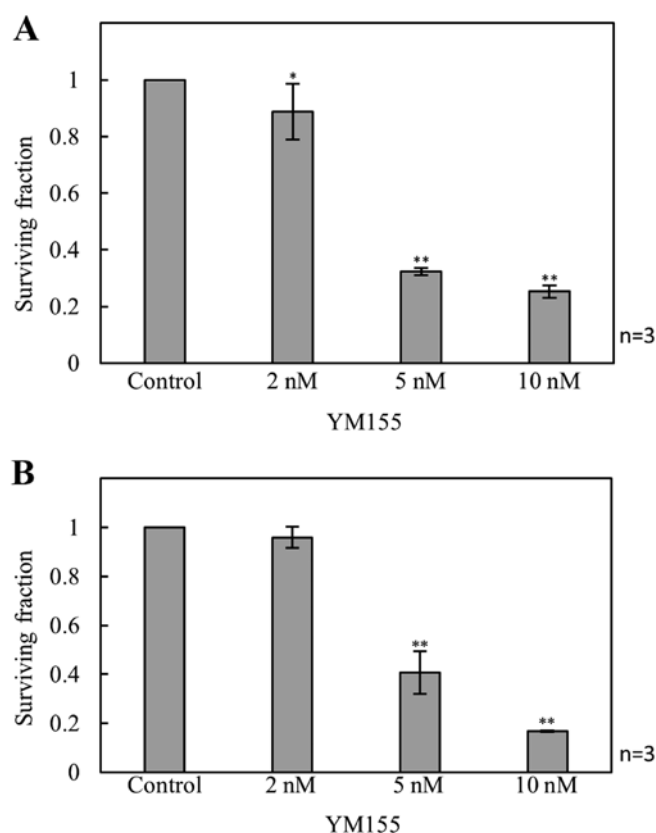 A
Surviving fraction
1
0.8
0.6
0.4
0.2
0
*
**
**
n=3
Control 2 nM 5 nM 10 nM
YM155
B
Surviving fraction
1
0.8
0.6
0.4
0.2
0
**
**
n=3
Control 2 nM 5 nM 10 nM
YM155